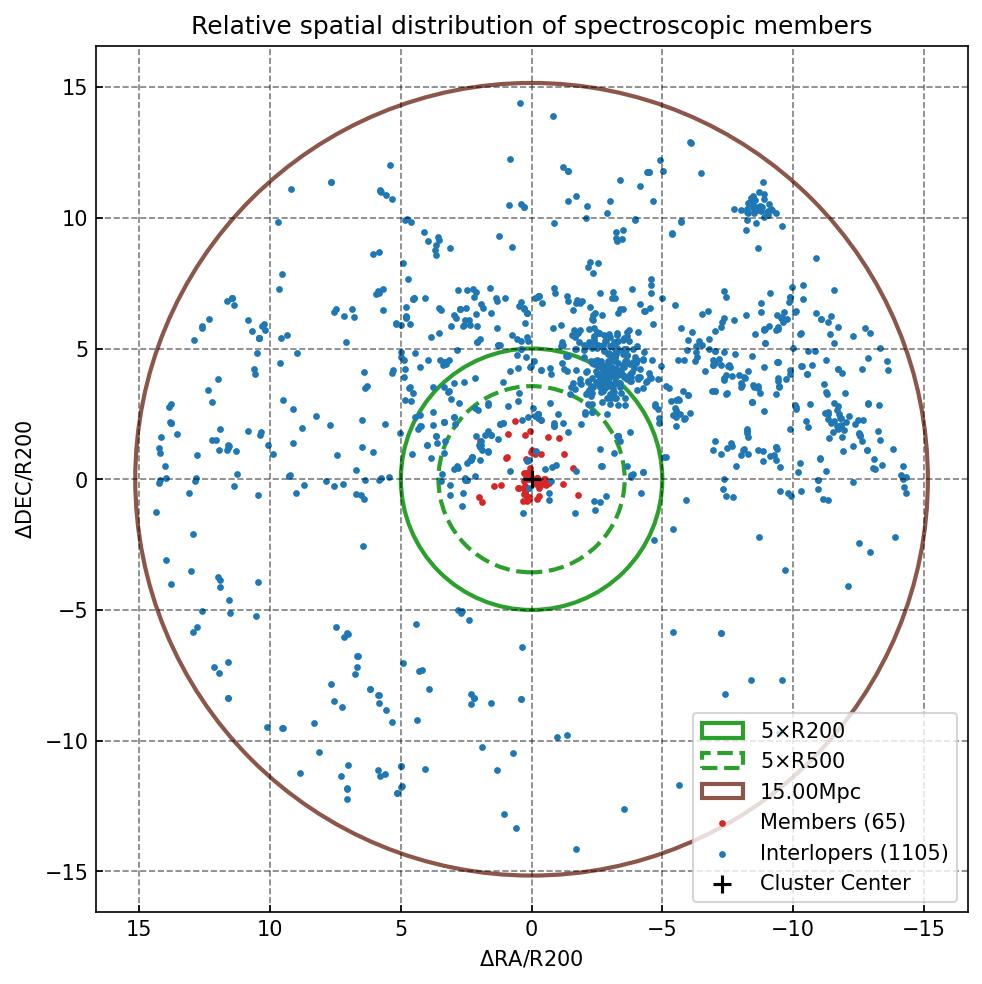 Relative spatial distribution of spectroscopic members
15
10
5
0
−5
−10
−15
ΔDEC/R200
15
10
5
0
−5
−10
−15
ΔRA/R200
5×R200
5×R500
15.00Mpc
Members (65)
Interlopers (1105)
Cluster Center